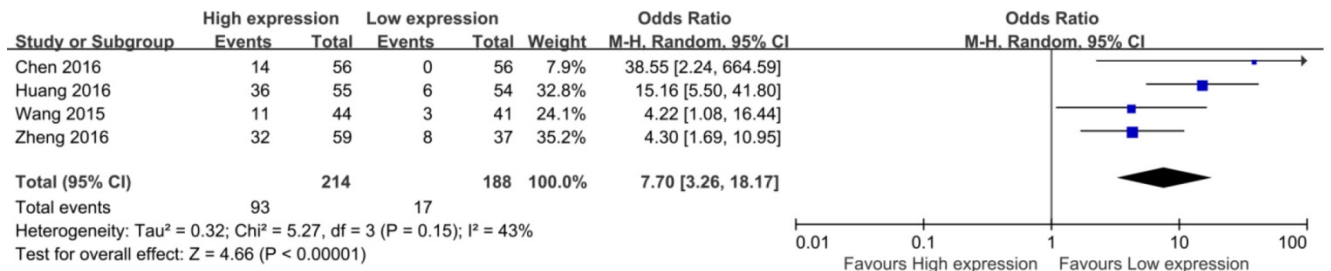 High expression Low expression Odds Ratio Odds Ratio
Study or Subgroup Events Total Events Total Weight M-H, Random, 95% CI M-H, Random, 95% CI
Chen 2016 14 56 0 56 7.9% 38.55 [2.24, 664.59]
Huang 2016 36 55 6 54 32.8% 15.16 [5.50, 41.80]
Wang 2015 11 44 3 41 24.1% 4.22 [1.08, 16.44]
Zheng 2016 32 59 8 37 35.2% 4.30 [1.69, 10.95]
Total (95% CI) 214 188 100.0% 7.70 [3.26, 18.17]
Total events 93 17
Heterogeneity: Tau² = 0.32; Chi² = 5.27, df = 3 (P = 0.15); I² = 43%
Test for overall effect: Z = 4.66 (P < 0.00001)
0.01 0.1 1 10 100
Favours High expression Favours Low expression